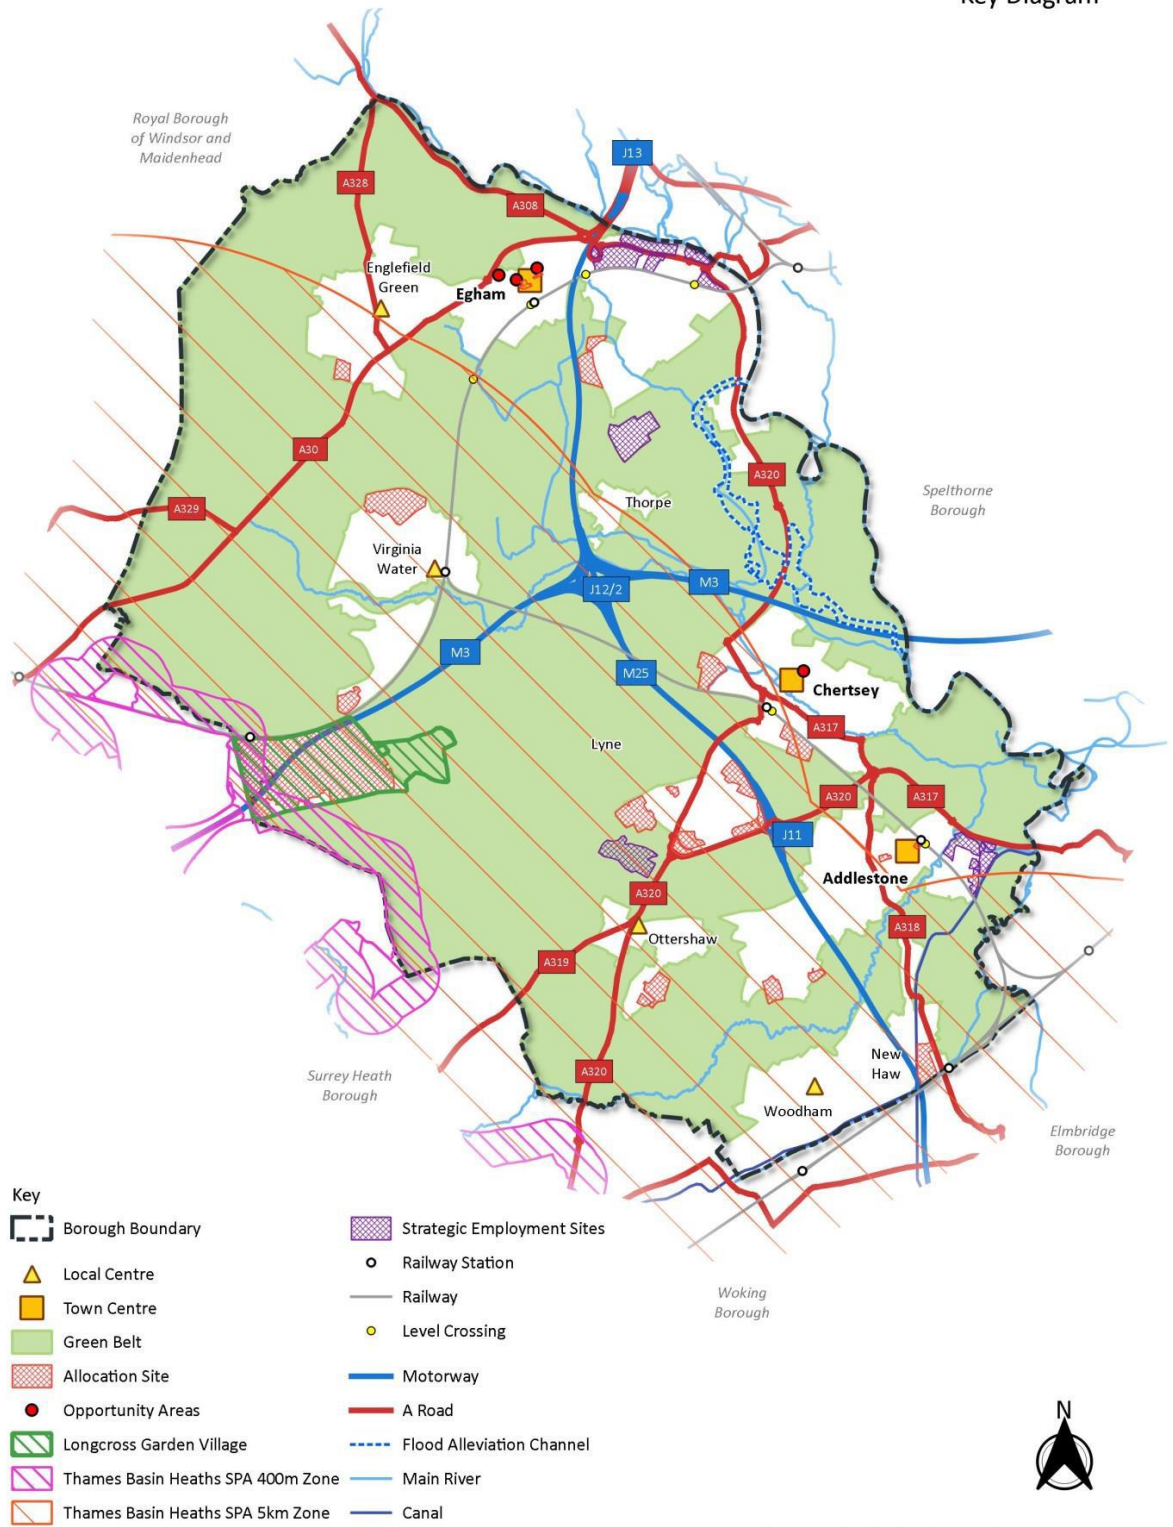 Key Diagram
Royal Borough
of Windsor and
Maidenhead
J13
A328
A308
Englefield
Green
Egham
A30
A320
A329
Thorpe
Spelthorne
Borough
Virginia
Water
J12/2
M3
M3
M25
Chertsey
A317
Lyne
A320
A317
J11
Addlestone
A320
A318
Ottershaw
A319
New
Haw
A320
Surrey Heath
Borough
Woodham
Elmbridge
Borough
Woking
Borough
Key
Borough Boundary
Local Centre
Town Centre
Green Belt
Allocation Site
Opportunity Areas
Longcross Garden Village
Thames Basin Heaths SPA 400m Zone
Thames Basin Heaths SPA 5km Zone
Strategic Employment Sites
Railway Station
Railway
Level Crossing
Motorway
A Road
Flood Alleviation Channel
Main River
Canal
N